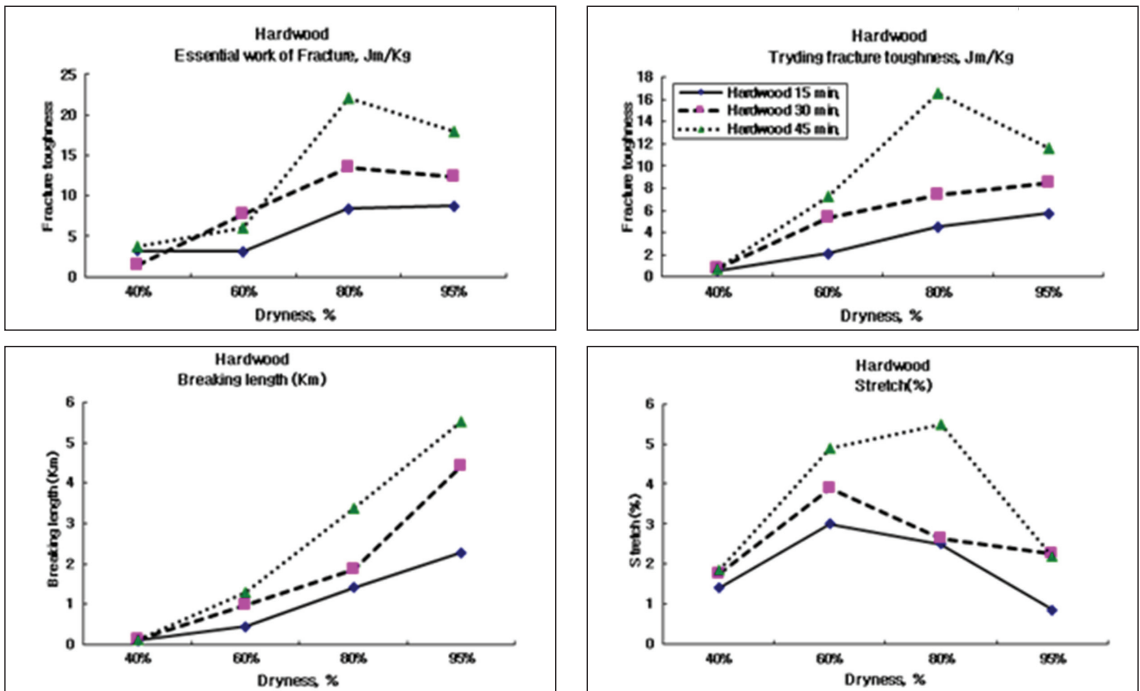 Hardwood
Essential work of Fracture, Jm/Kg
Fracture toughness
25
20
15
10
5
0
40%
60%
80%
95%
Dryness, %
Hardwood
Tryding fracture toughness, Jm/Kg
Fracture toughness
18
16
14
12
10
8
6
4
2
0
Hardwood 15 min,
Hardwood 30 min,
Hardwood 45 min,
40%
60%
80%
95%
Dryness, %
Hardwood
Breaking length (Km)
Breaking length (Km)
6
5
4
3
2
1
0
40%
60%
80%
95%
Dryness, %
Hardwood
Stretch(%)
Stretch(%)
6
5
4
3
2
1
0
40%
60%
80%
95%
Dryness, %